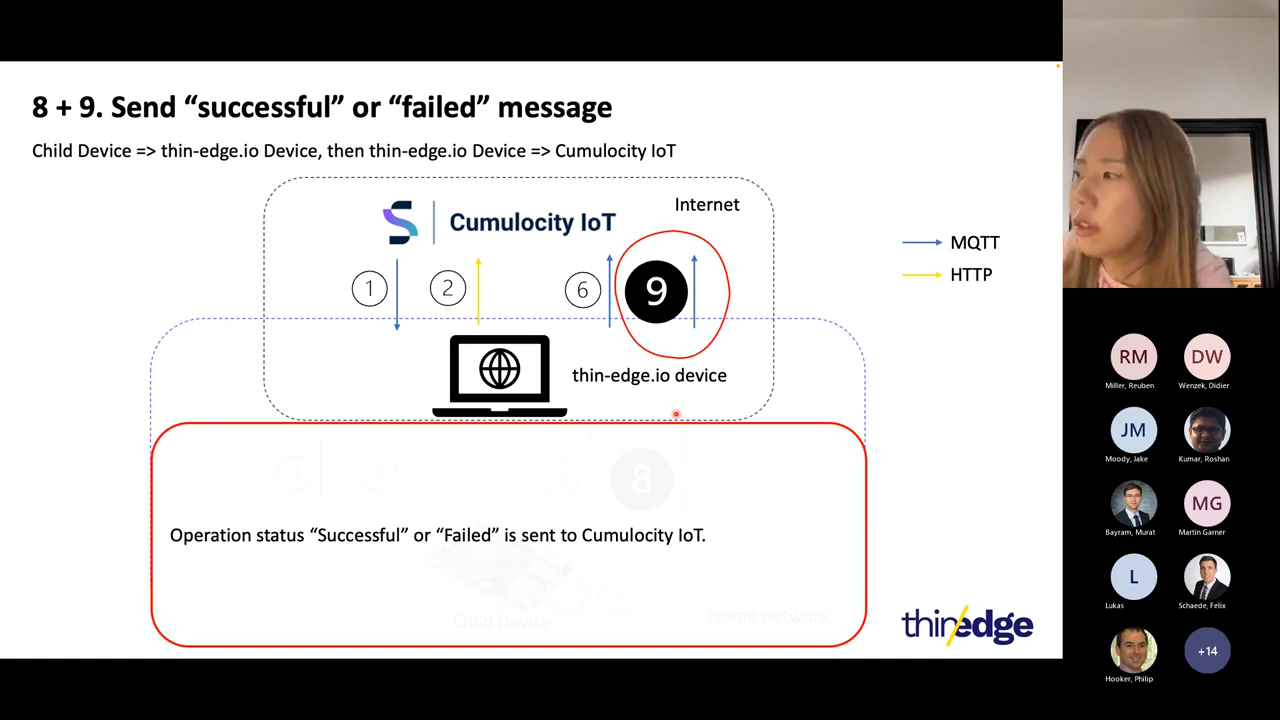 8 + 9. Send “successful” or “failed” message
Child Device => thin-edge.io Device, then thin-edge.io Device => Cumulocity IoT
Internet
S | Cumulocity IoT
MQTT
HTTP
1
2
6
9
thin-edge.io device
8
Operation status “Successful” or “Failed” is sent to Cumulocity IoT.
Child Device
Home network
thin/edge
RM
Miller, Reuben
DW
Wenzek, Didier
JM
Moody, Jake
Kumar, Roshan
Bayram, Murat
MG
Martin Garner
L
Lukas
Schaede, Felix
Hooker, Philip
+14